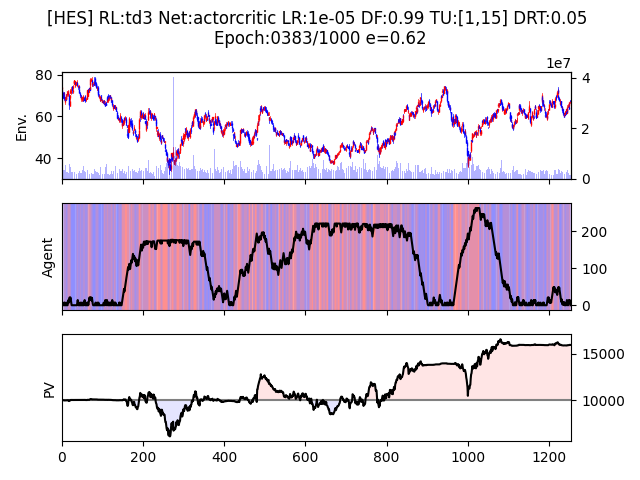 [HES] RL:td3 Net:actorcritic LR:1e-05 DF:0.99 TU:[1,15] DRT:0.05
Epoch:0383/1000 e=0.62
1e7
80
60
40
Env.
4
2
0
Agent
200
100
0
PV
15000
10000
0 200 400 600 800 1000 1200